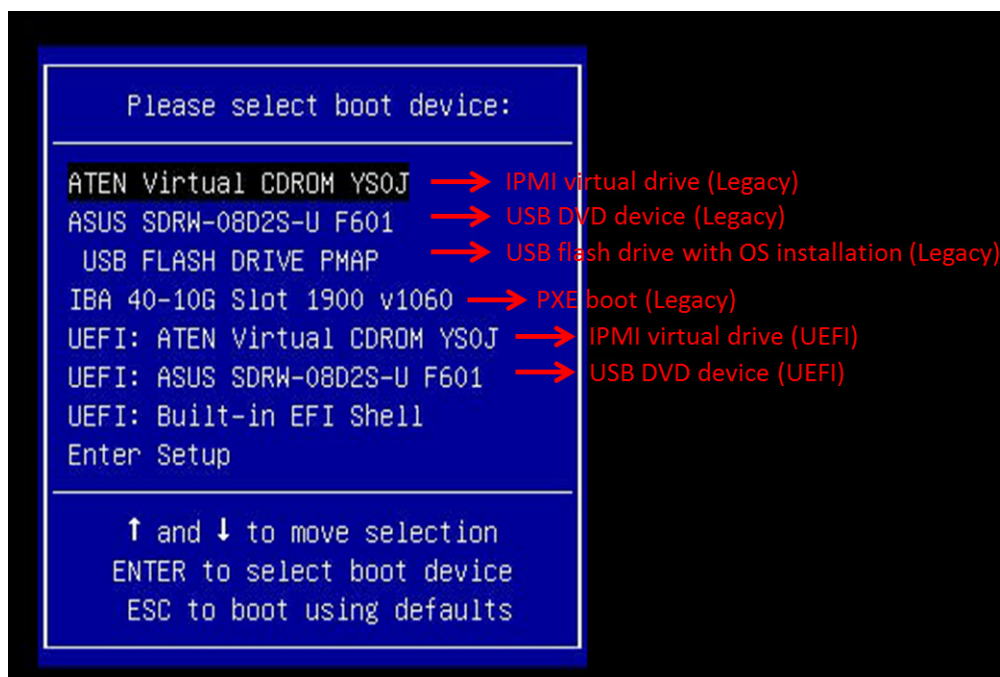 Please select boot device:
ATEN Virtual CDROM YS0J → IPMI virtual drive (Legacy)
ASUS SDRW-08D2S-U F601 → USB DVD device (Legacy)
USB FLASH DRIVE PMAP → USB flash drive with OS installation (Legacy)
IBA 40-10G Slot 1900 v1060 → PXE boot (Legacy)
UEFI: ATEN Virtual CDROM YS0J → IPMI virtual drive (UEFI)
UEFI: ASUS SDRW-08D2S-U F601 → USB DVD device (UEFI)
UEFI: Built-in EFI Shell
Enter Setup
↑ and ↓ to move selection
ENTER to select boot device
ESC to boot using defaults